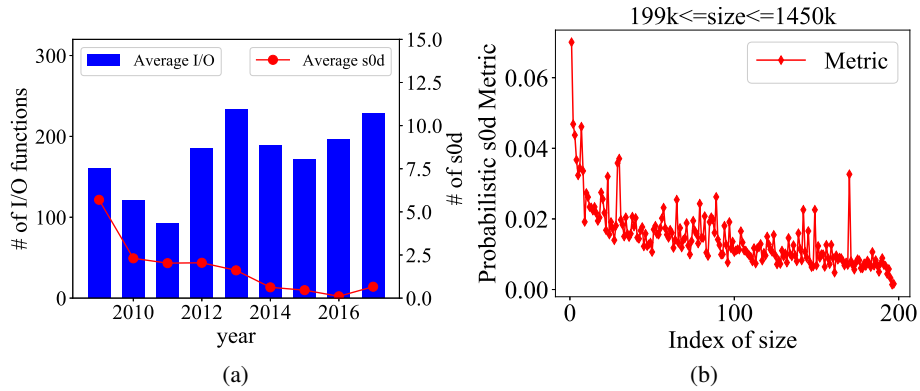 300
200
100
0
# of I/O functions
Average I/O
Average s0d
15.0
12.5
10.0
7.5
5.0
2.5
0.0
# of s0d
2010
2012
2014
2016
year
(a)
199k<=size<=1450k
Metric
0.06
0.04
0.02
0.00
Probabilistic s0d Metric
0
100
200
Index of size
(b)